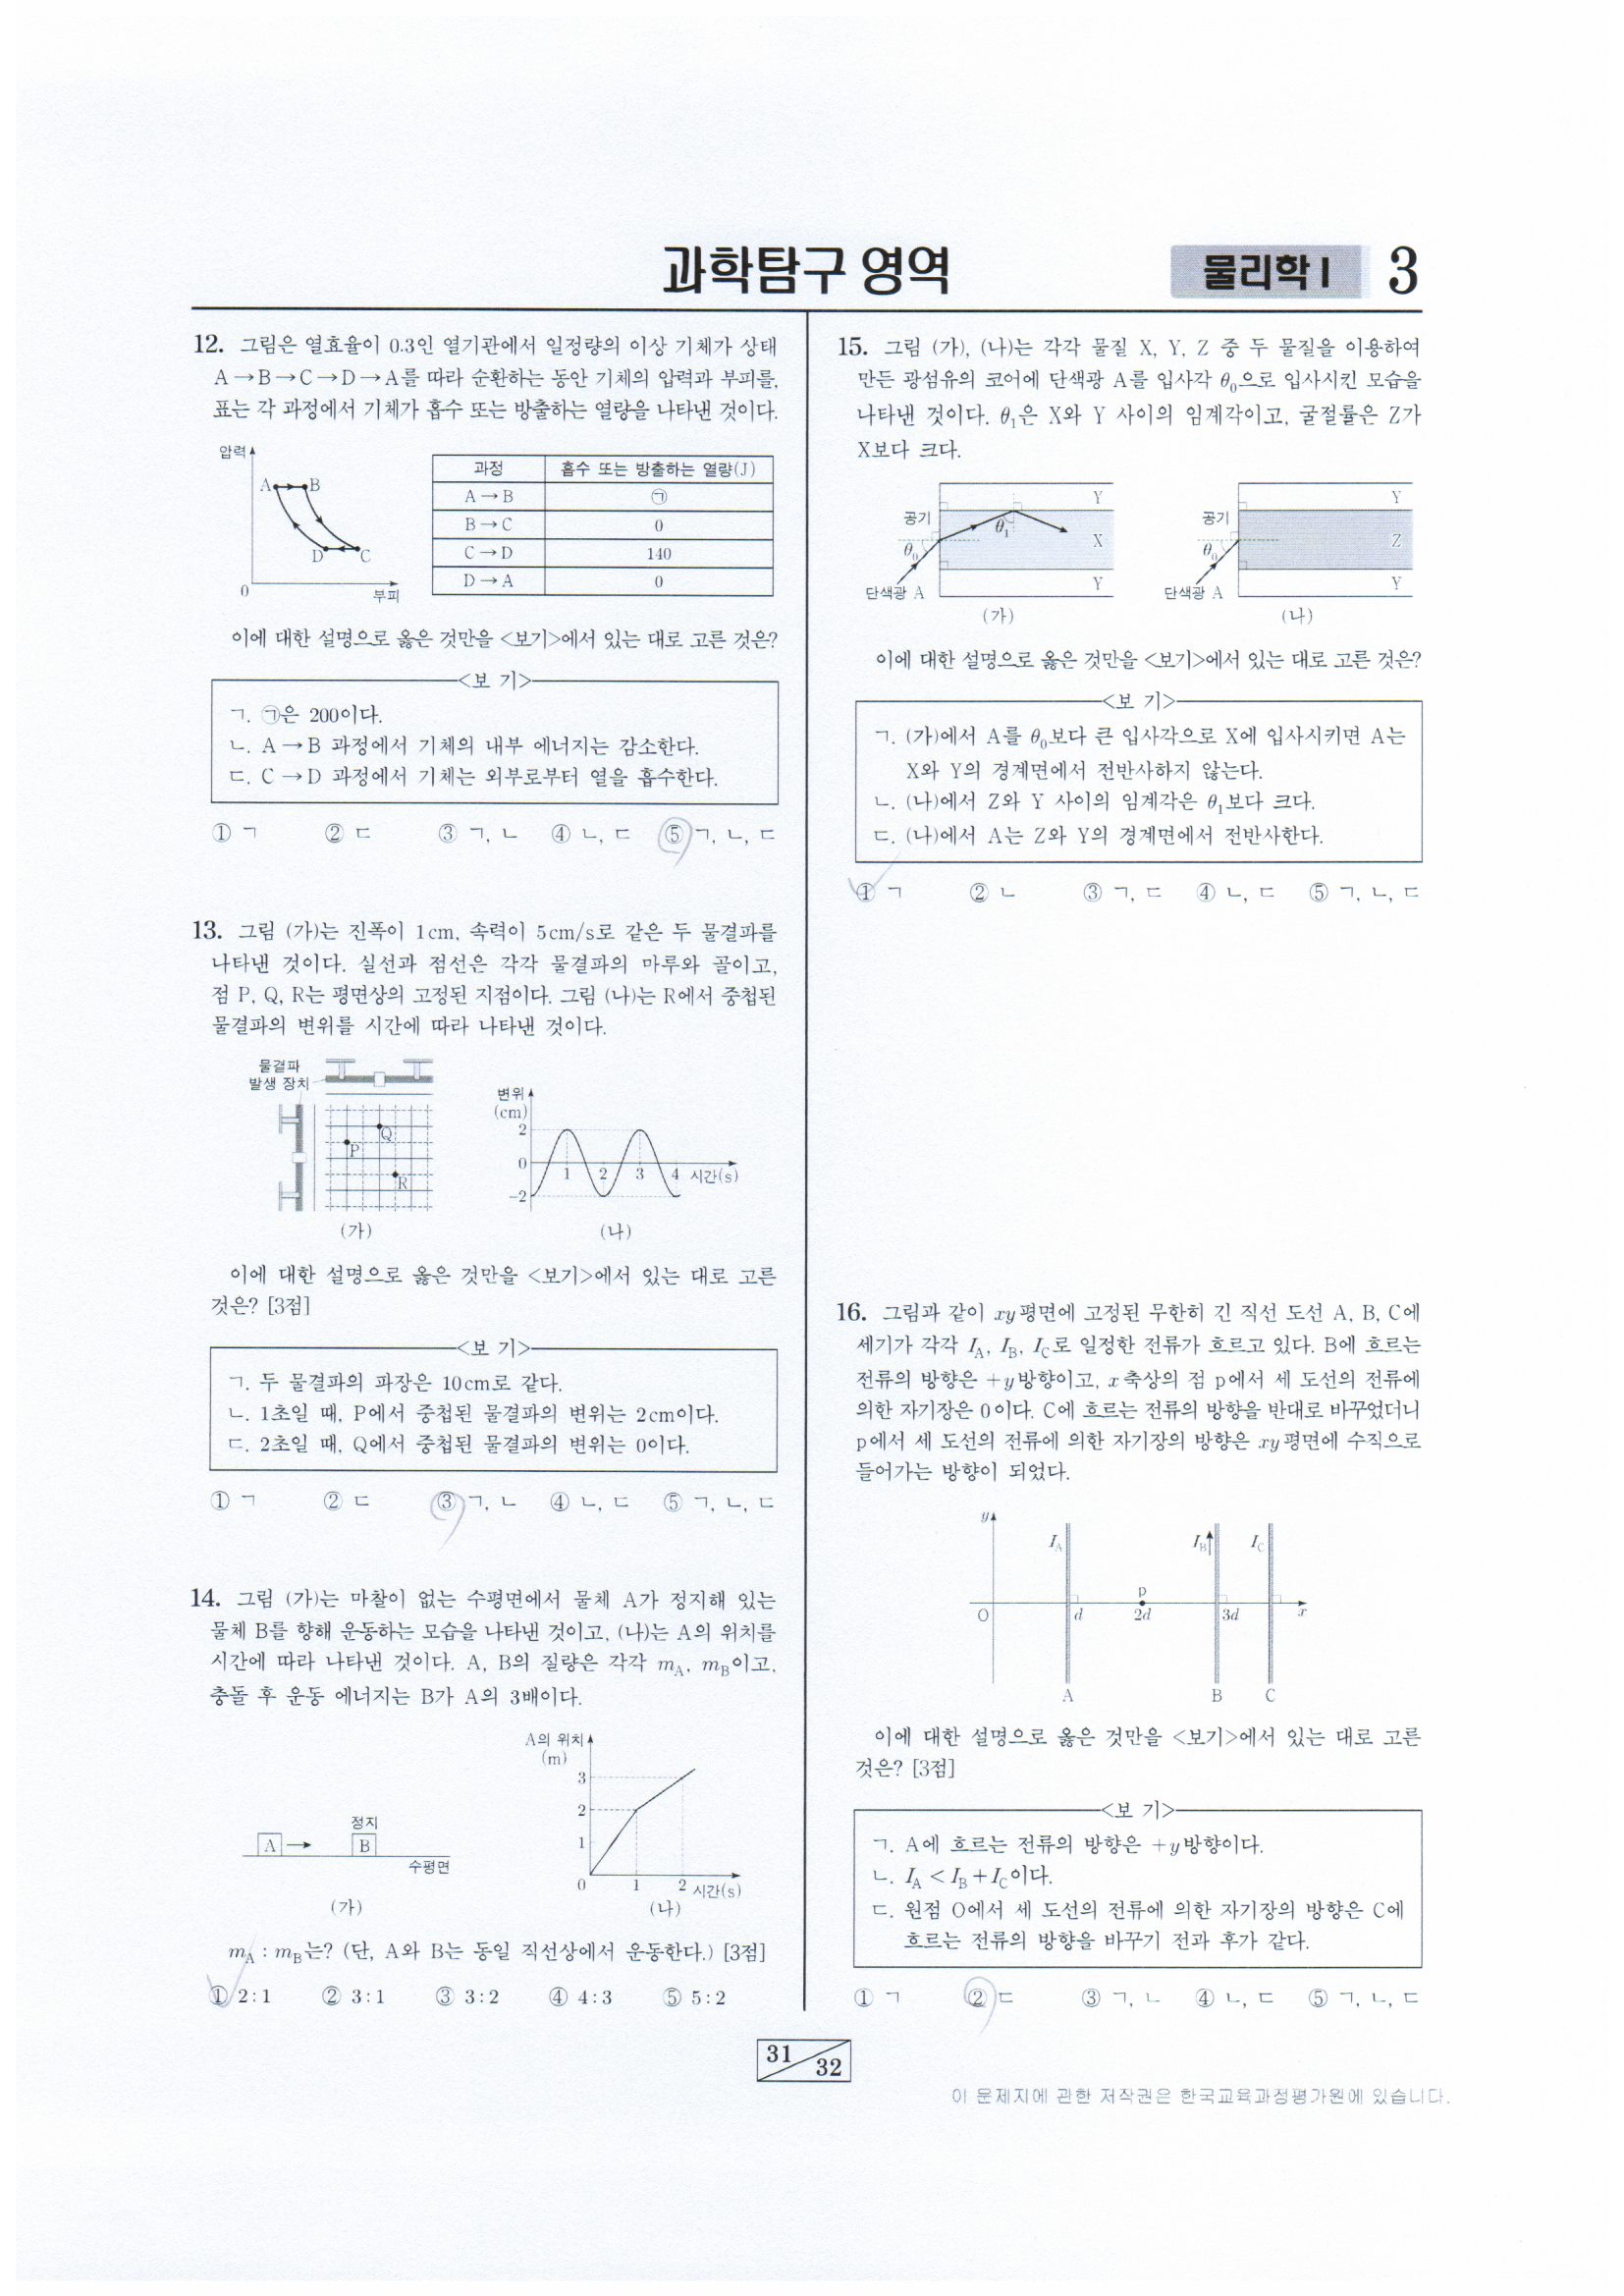 과학탐구 영역
물리학 I
3
12. 그림은 열효율이 0.3인 열기관에서 일정량의 이상 기체가 상태
A→B→C→D→A를 따라 순환하는 동안 기체의 압력과 부피를,
표는 각 과정에서 기체가 흡수 또는 방출하는 열량을 나타낸 것이다.
압력
A
B
D
C
0
부피
과정 흡수 또는 방출하는 열량(J)
A→B ㉠
B→C 0
C→D 140
D→A 0
이에 대한 설명으로 옳은 것만을 <보기>에서 있는 대로 고른 것은?
<보 기>
ㄱ. ㉠은 200이다.
ㄴ. A→B 과정에서 기체의 내부 에너지는 감소한다.
ㄷ. C→D 과정에서 기체는 외부로부터 열을 흡수한다.
① ㄱ ② ㄷ ③ ㄱ, ㄴ ④ ㄴ, ㄷ ⑤ ㄱ, ㄴ, ㄷ
13. 그림 (가)는 진폭이 1cm, 속력이 5cm/s로 같은 두 물결파를
나타낸 것이다. 실선과 점선은 각각 물결파의 마루와 골이고,
점 P, Q, R는 평면상의 고정된 지점이다. 그림 (나)는 R에서 중첩된
물결파의 변위를 시간에 따라 나타낸 것이다.
물결파
발생 장치
Q
P
R
(가)
변위
(cm)
2
0
-2
1 2 3 4 시간(s)
(나)
이에 대한 설명으로 옳은 것만을 <보기>에서 있는 대로 고른
것은? [3점]
<보 기>
ㄱ. 두 물결파의 파장은 10cm로 같다.
ㄴ. 1초일 때, P에서 중첩된 물결파의 변위는 2cm이다.
ㄷ. 2초일 때, Q에서 중첩된 물결파의 변위는 0이다.
① ㄱ ② ㄷ ③ ㄱ, ㄴ ④ ㄴ, ㄷ ⑤ ㄱ, ㄴ, ㄷ
14. 그림 (가)는 마찰이 없는 수평면에서 물체 A가 정지해 있는
물체 B를 향해 운동하는 모습을 나타낸 것이고, (나)는 A의 위치를
시간에 따라 나타낸 것이다. A, B의 질량은 각각 mA, mB이고,
충돌 후 운동 에너지는 B가 A의 3배이다.
정지
A
B
수평면
(가)
A의 위치
(m)
3
2
1
0 1 2 시간(s)
(나)
mA : mB는? (단, A와 B는 동일 직선상에서 운동한다.) [3점]
① 2:1 ② 3:1 ③ 3:2 ④ 4:3 ⑤ 5:2
15. 그림 (가), (나)는 각각 물질 X, Y, Z 중 두 물질을 이용하여
만든 광섬유의 코어에 단색광 A를 입사각 θ0으로 입사시킨 모습을
나타낸 것이다. θ1은 X와 Y 사이의 임계각이고, 굴절률은 Z가
X보다 크다.
공기
θ0
단색광 A
θ1
Y
X
Y
(가)
공기
θ0
단색광 A
Y
Z
Y
(나)
이에 대한 설명으로 옳은 것만을 <보기>에서 있는 대로 고른 것은?
<보 기>
ㄱ. (가)에서 A를 θ0보다 큰 입사각으로 X에 입사시키면 A는
X와 Y의 경계면에서 전반사하지 않는다.
ㄴ. (나)에서 Z와 Y 사이의 임계각은 θ1보다 크다.
ㄷ. (나)에서 A는 Z와 Y의 경계면에서 전반사한다.
① ㄱ ② ㄴ ③ ㄱ, ㄷ ④ ㄴ, ㄷ ⑤ ㄱ, ㄴ, ㄷ
16. 그림과 같이 xy평면에 고정된 무한히 긴 직선 도선 A, B, C에
세기가 각각 IA, IB, IC로 일정한 전류가 흐르고 있다. B에 흐르는
전류의 방향은 +y방향이고, x축상의 점 p에서 세 도선의 전류에
의한 자기장은 0이다. C에 흐르는 전류의 방향을 반대로 바꾸었더니
p에서 세 도선의 전류에 의한 자기장의 방향은 xy평면에 수직으로
들어가는 방향이 되었다.
y
IA
IB
IC
p
O d 2d 3d x
A B C
이에 대한 설명으로 옳은 것만을 <보기>에서 있는 대로 고른
것은? [3점]
<보 기>
ㄱ. A에 흐르는 전류의 방향은 +y방향이다.
ㄴ. IA < IB + IC이다.
ㄷ. 원점 O에서 세 도선의 전류에 의한 자기장의 방향은 C에
흐르는 전류의 방향을 바꾸기 전과 후가 같다.
① ㄱ ② ㄷ ③ ㄱ, ㄴ ④ ㄴ, ㄷ ⑤ ㄱ, ㄴ, ㄷ
31
32
이 문제지에 관한 저작권은 한국교육과정평가원에 있습니다.